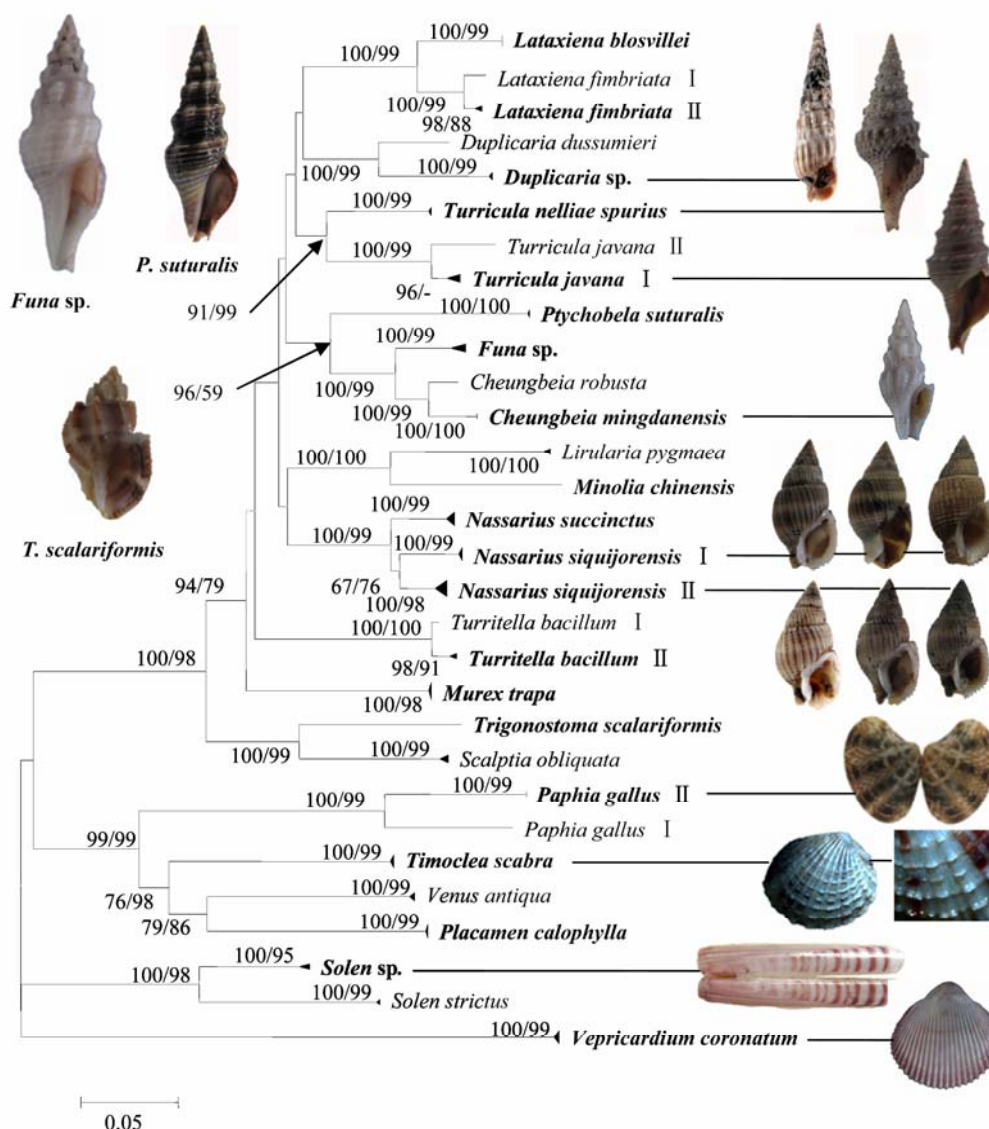 100/99
Lataxiena blosvillei
100/99
Lataxiena fimbriata Ⅰ
100/99
Lataxiena fimbriata Ⅱ
98/88
Duplicaria dussumieri
100/99
100/99
Duplicaria sp.
100/99
Turricula nelliae spurius
Turricula javana Ⅱ
100/99
Turricula javana Ⅰ
96/-
P. suturalis
Funa sp.
91/99
100/100
Ptychobela suturalis
100/99
Funa sp.
96/59
100/99
Cheungbeia robusta
100/99
Cheungbeia mingdanensis
100/100
Lirularia pygmaea
100/100
100/100
Minolia chinensis
Nassarius succinctus
100/99
100/99
Nassarius siquijorensis Ⅰ
T. scalariformis
94/79
67/76
Nassarius siquijorensis Ⅱ
100/98
Turritella bacillum Ⅰ
100/100
Turritella bacillum Ⅱ
98/91
100/98
Murex trapa
100/98
Trigonostoma scalariformis
100/99
100/99
Scalptia obliquata
100/99
Paphia gallus Ⅱ
100/99
Paphia gallus Ⅰ
99/99
100/99
Timoclea scabra
76/98
100/99
Venus antiqua
79/86
100/99
Placamen calophylla
100/95
Solen sp.
100/98
100/99
Solen strictus
100/99
Vepricardium coronatum
0.05